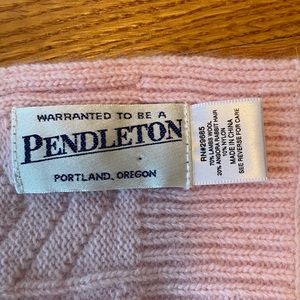 WARRANTED TO BE A
PENDLETON
PORTLAND, OREGON
RN#29685
70% LAMBS WOOL
20% ANGORA RABBIT HAIR
10% NYLON
MADE IN CHINA
SEE REVERSE FOR CARE